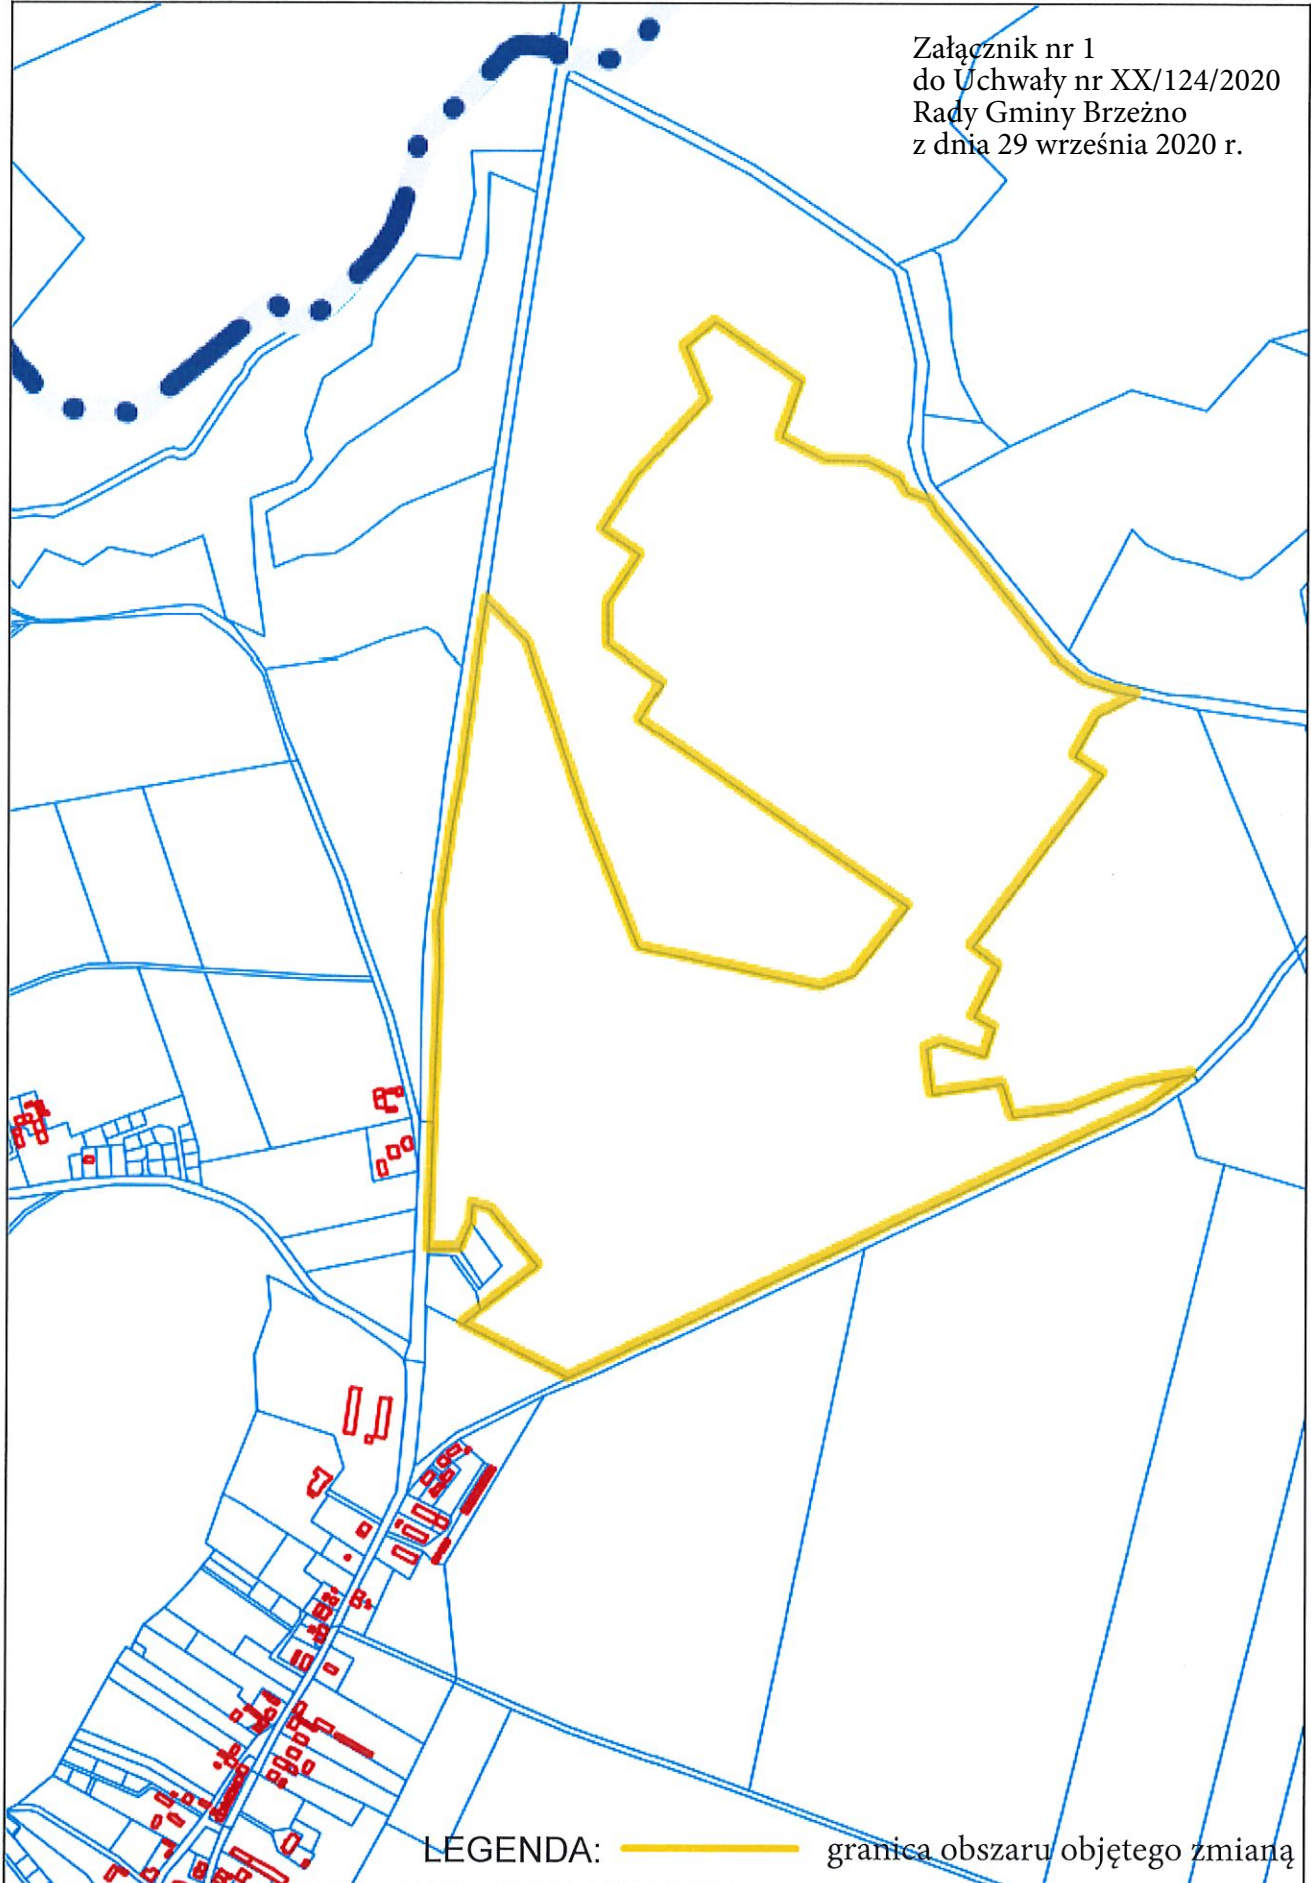 Załącznik nr 1
do Uchwały nr XX/124/2020
Rady Gminy Brzeżno
z dnia 29 września 2020 r.
LEGENDA: granica obszaru objętego zmianą